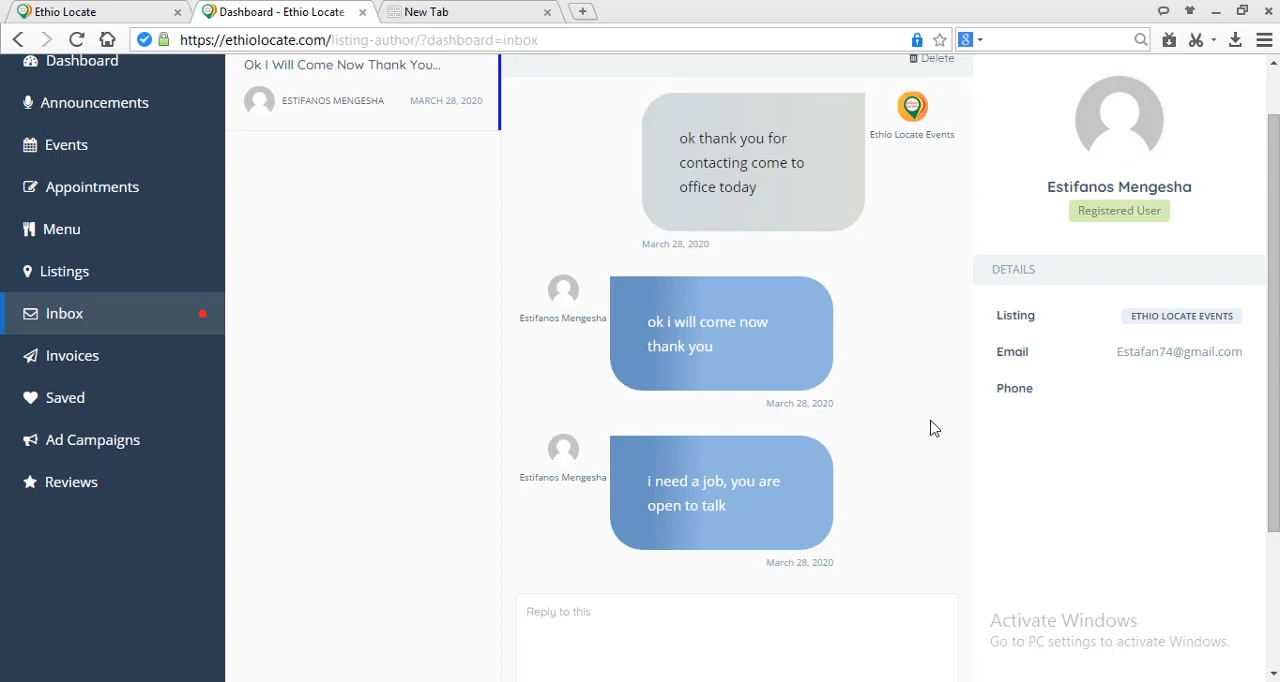 Ethio Locate
Dashboard - Ethio Locate
New Tab
https://ethiolocate.com/listing-author/?dashboard=inbox
Dashboard
Announcements
Events
Appointments
Menu
Listings
Inbox
Invoices
Saved
Ad Campaigns
Reviews
Ok I Will Come Now Thank You...
ESTIFANOS MENGESHA MARCH 28, 2020
Delete
ok thank you for
contacting come to
office today
Ethio Locate Events
March 28, 2020
Estifanos Mengesha
ok i will come now
thank you
March 28, 2020
Estifanos Mengesha
i need a job, you are
open to talk
March 28, 2020
Reply to this
Estifanos Mengesha
Registered User
DETAILS
Listing ETHIO LOCATE EVENTS
Email Estafan74@gmail.com
Phone
Activate Windows
Go to PC settings to activate Windows.